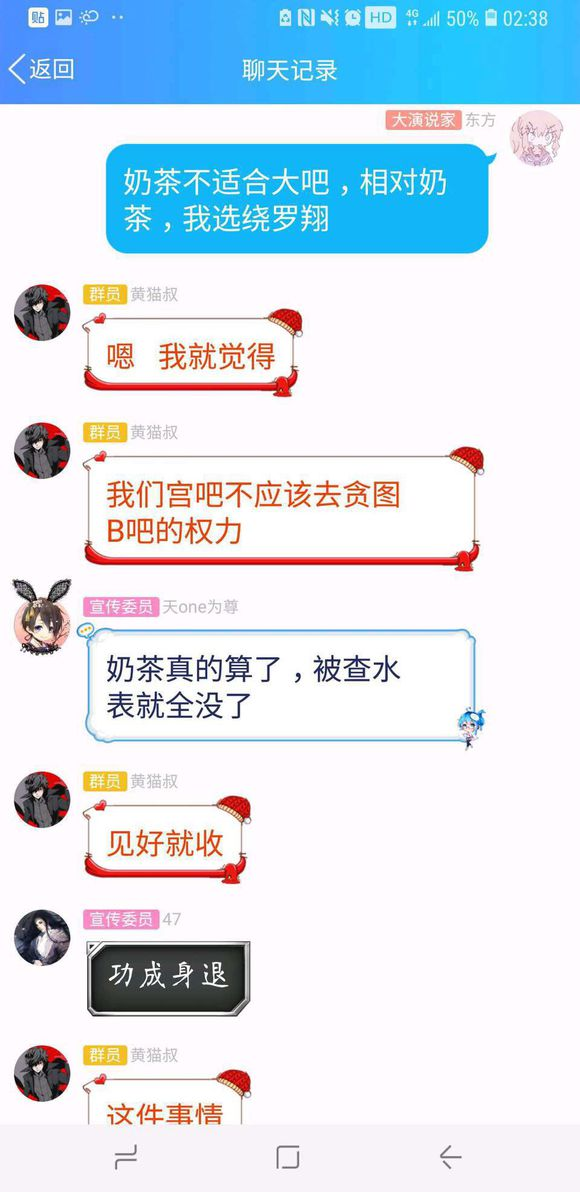 贴 HD 4G 50% 02:38
返回
聊天记录
大演说家 东方
奶茶不适合大吧，相对奶
茶，我选绕罗翔
群员 黄猫叔
嗯 我就觉得
群员 黄猫叔
我们宫吧不应该去贪图
B吧的权力
宣传委员 天one为尊
奶茶真的算了，被查水
表就全没了
群员 黄猫叔
见好就收
宣传委员 47
功成身退
群员 黄猫叔
这件事情